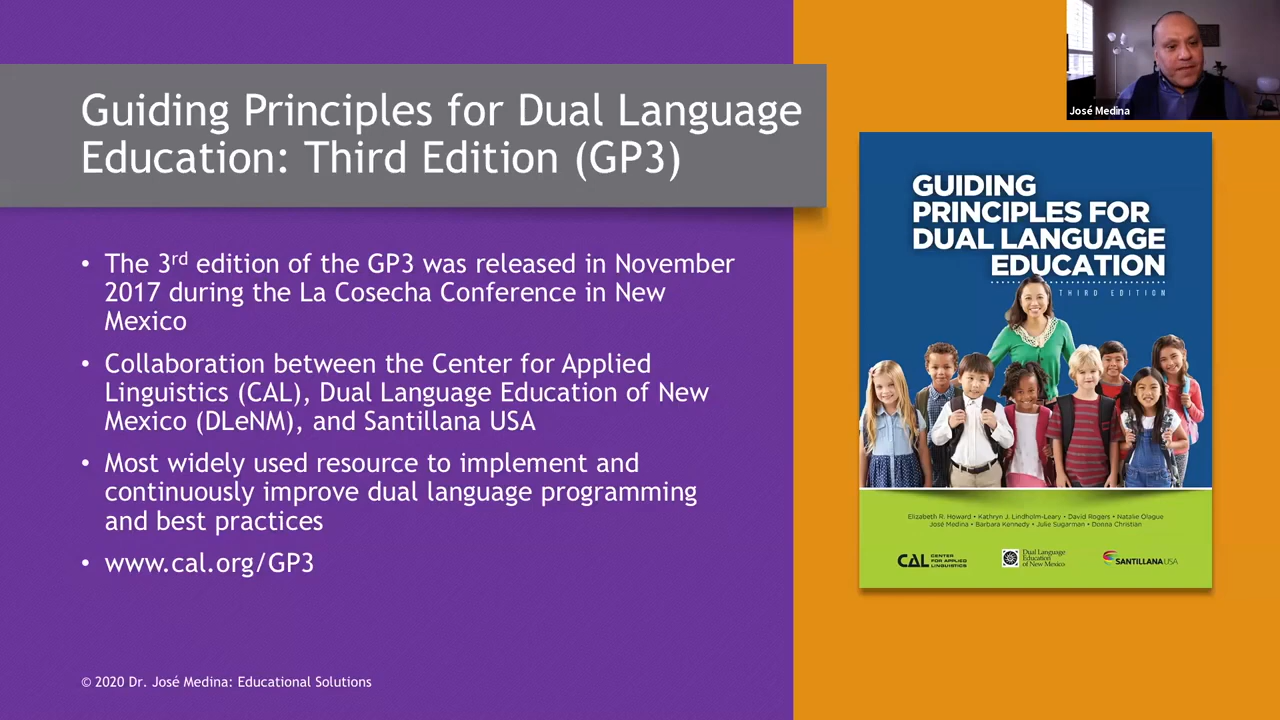 Guiding Principles for Dual Language
Education: Third Edition (GP3)
• The 3rd edition of the GP3 was released in November
2017 during the La Cosecha Conference in New
Mexico
• Collaboration between the Center for Applied
Linguistics (CAL), Dual Language Education of New
Mexico (DLeNM), and Santillana USA
• Most widely used resource to implement and
continuously improve dual language programming
and best practices
• www.cal.org/GP3
© 2020 Dr. José Medina: Educational Solutions
José Medina
GUIDING
PRINCIPLES FOR
DUAL LANGUAGE
EDUCATION
THIRD EDITION
Elizabeth R. Howard • Kathryn J. Lindholm-Leary • David Rogers • Natalie Olague
José Medina • Barbara Kennedy • Julie Sugarman • Donna Christian
CAL CENTER
FOR APPLIED
LINGUISTICS
Dual Language
Education
of New Mexico
SANTILLANA USA